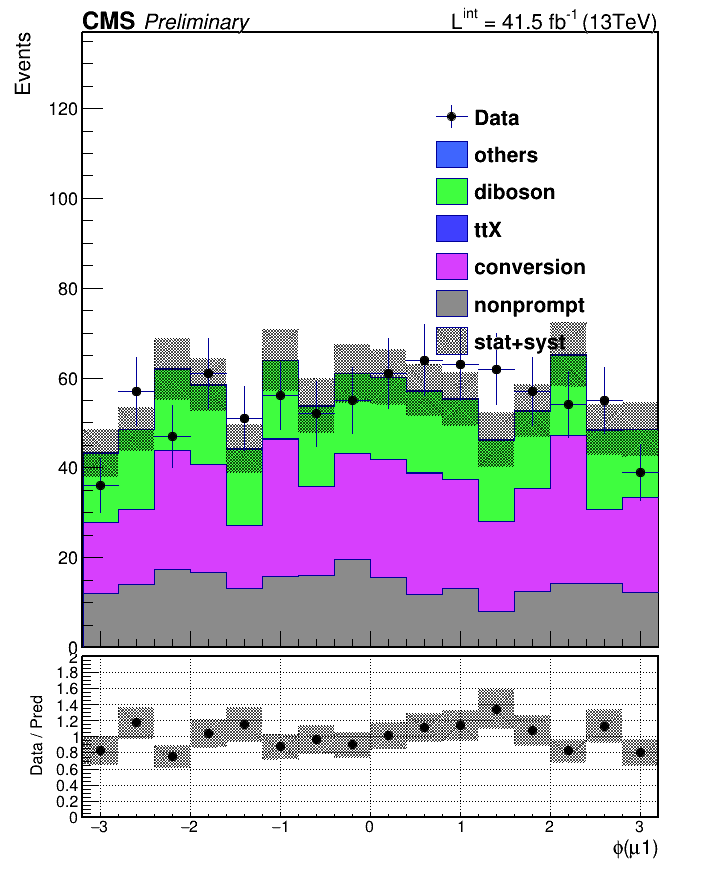 CMS Preliminary L^int = 41.5 fb^-1 (13TeV)
Events
120
100
80
60
40
20
0
Data
others
diboson
ttX
conversion
nonprompt
stat+syst
Data / Pred
2
1.8
1.6
1.4
1.2
1
0.8
0.6
0.4
0.2
0
−3 −2 −1 0 1 2 3
ϕ(μ1)